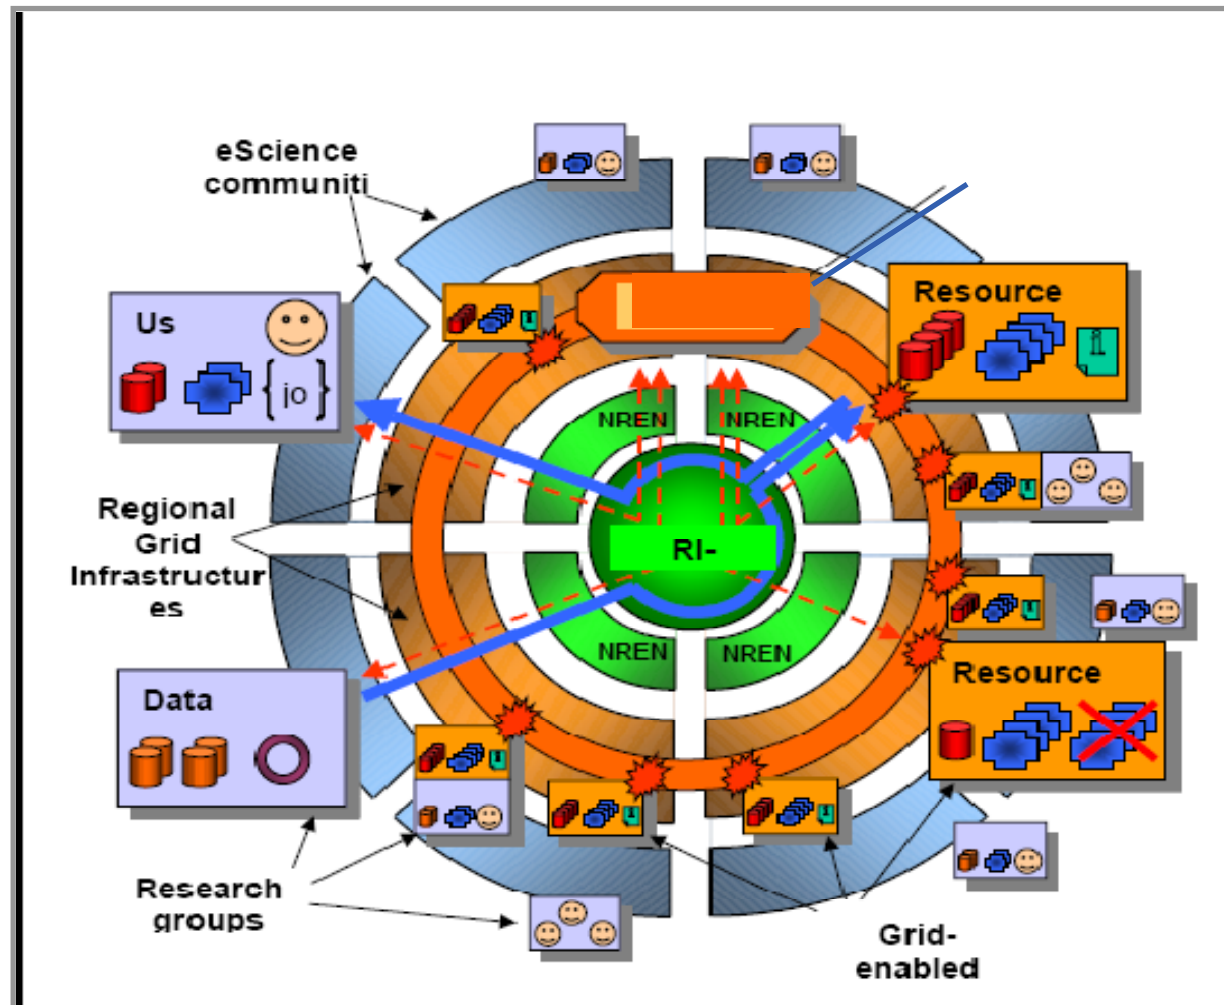 eScience
communiti
Us
{ jo }
Resource
i
NREN
NREN
Regional
Grid
Infrastructur
es
RI-
NREN
NREN
Data
Resource
Research
groups
Grid-
enabled